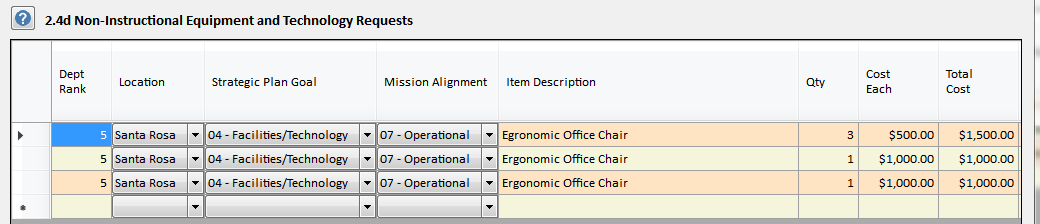 2.4d Non-Instructional Equipment and Technology Requests
Dept Rank Location Strategic Plan Goal Mission Alignment Item Description Qty Cost Each Total Cost
5 Santa Rosa 04 - Facilities/Technology 07 - Operational Egronomic Office Chair 3 $500.00 $1,500.00
5 Santa Rosa 04 - Facilities/Technology 07 - Operational Ergonomic Office Chair 1 $1,000.00 $1,000.00
5 Santa Rosa 04 - Facilities/Technology 07 - Operational Ergonomic Office Chair 1 $1,000.00 $1,000.00